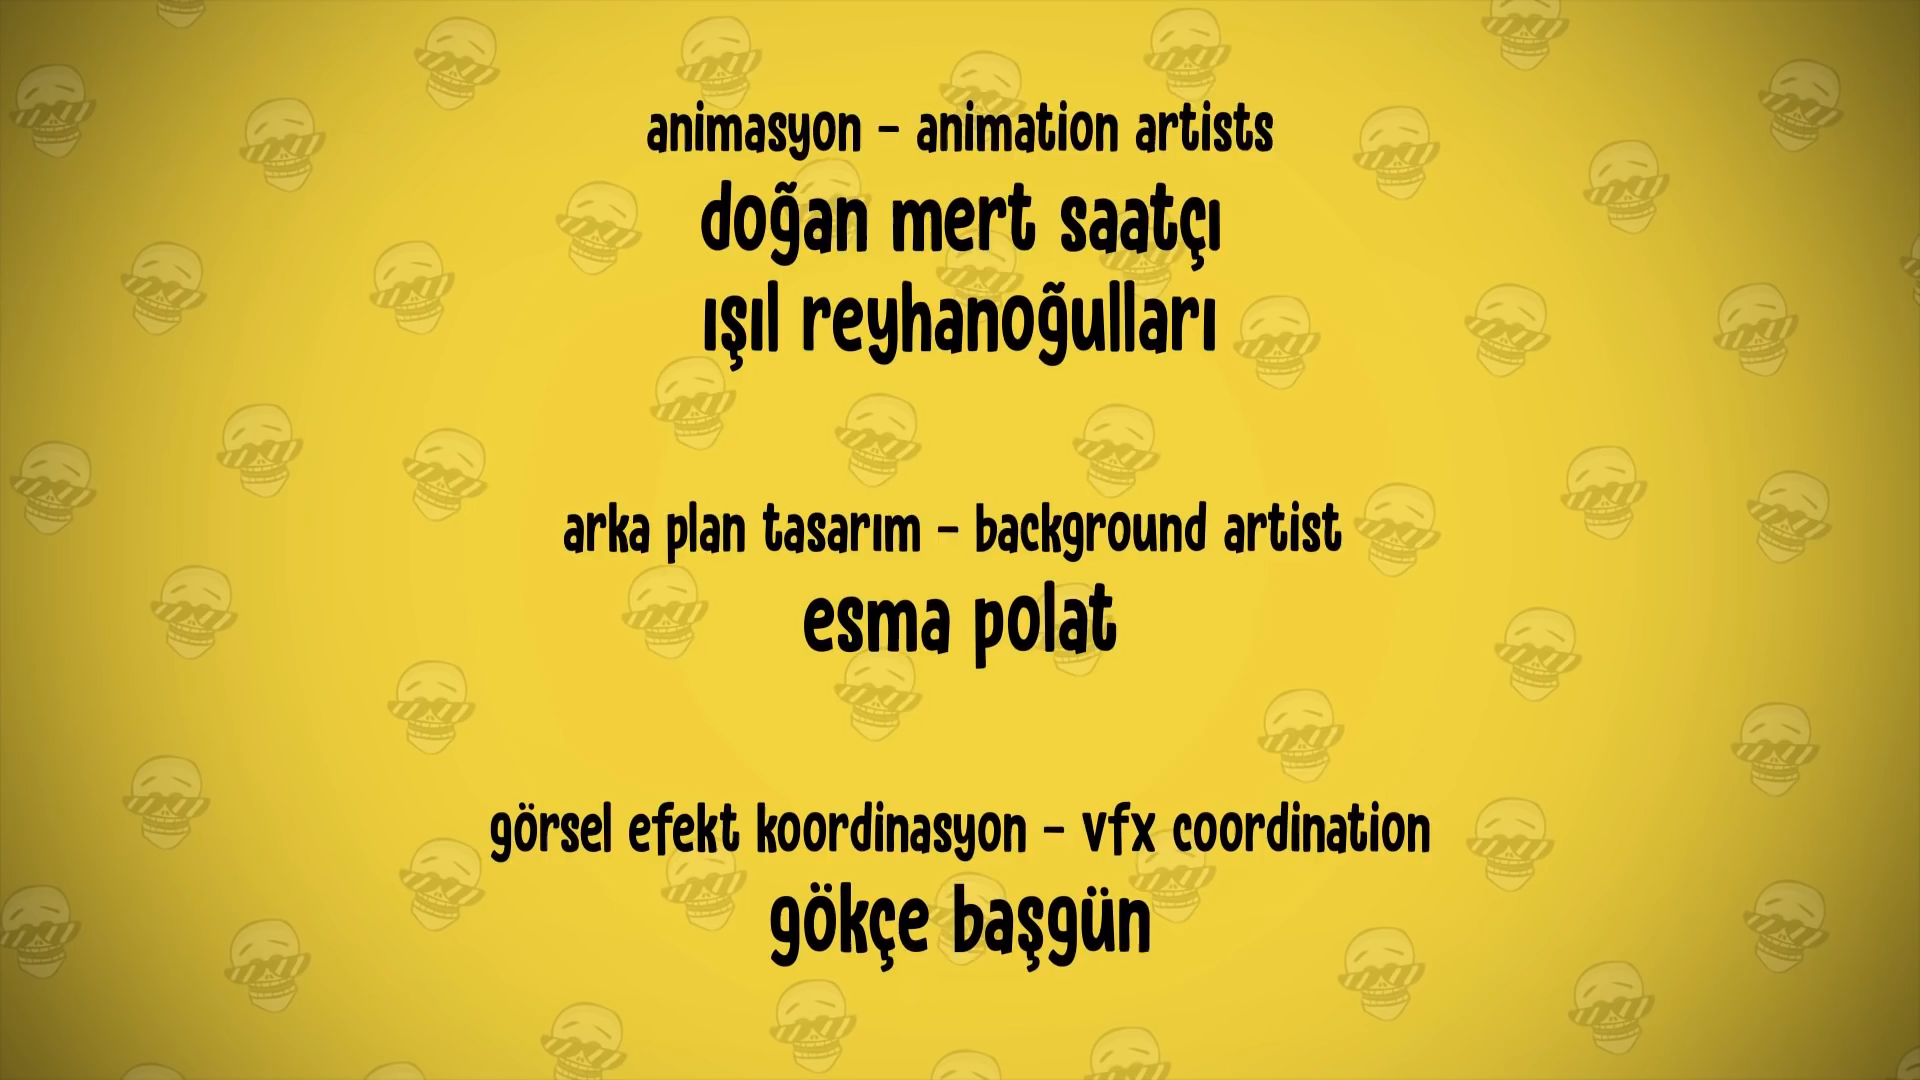 animasyon - animation artists
doğan mert saatçı
ışıl reyhanoğulları
arka plan tasarım - background artist
esma polat
görsel efekt koordinasyon - vfx coordination
gökçe başgün